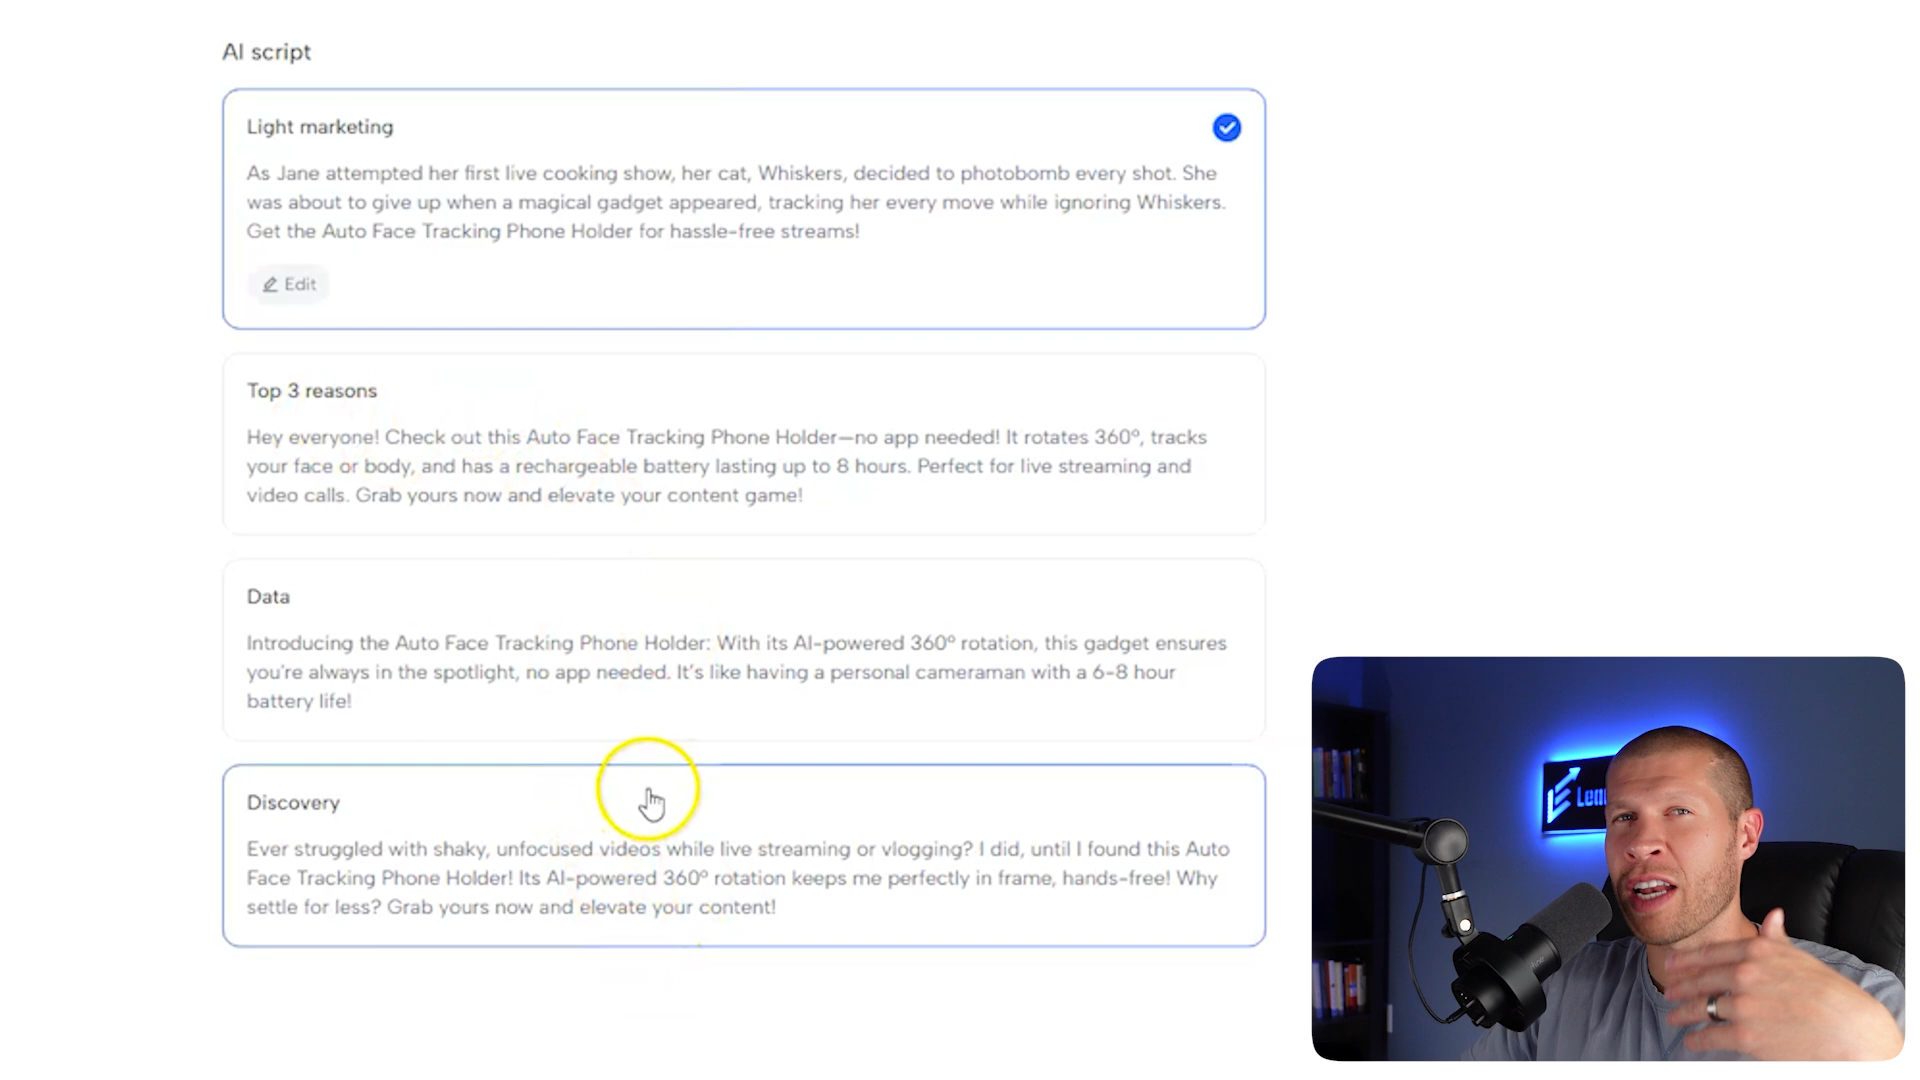 AI script
Light marketing
As Jane attempted her first live cooking show, her cat, Whiskers, decided to photobomb every shot. She
was about to give up when a magical gadget appeared, tracking her every move while ignoring Whiskers.
Get the Auto Face Tracking Phone Holder for hassle-free streams!
Edit
Top 3 reasons
Hey everyone! Check out this Auto Face Tracking Phone Holder—no app needed! It rotates 360°, tracks
your face or body, and has a rechargeable battery lasting up to 8 hours. Perfect for live streaming and
video calls. Grab yours now and elevate your content game!
Data
Introducing the Auto Face Tracking Phone Holder: With its AI-powered 360° rotation, this gadget ensures
you're always in the spotlight, no app needed. It's like having a personal cameraman with a 6-8 hour
battery life!
Discovery
Ever struggled with shaky, unfocused videos while live streaming or vlogging? I did, until I found this Auto
Face Tracking Phone Holder! Its AI-powered 360° rotation keeps me perfectly in frame, hands-free! Why
settle for less? Grab yours now and elevate your content!